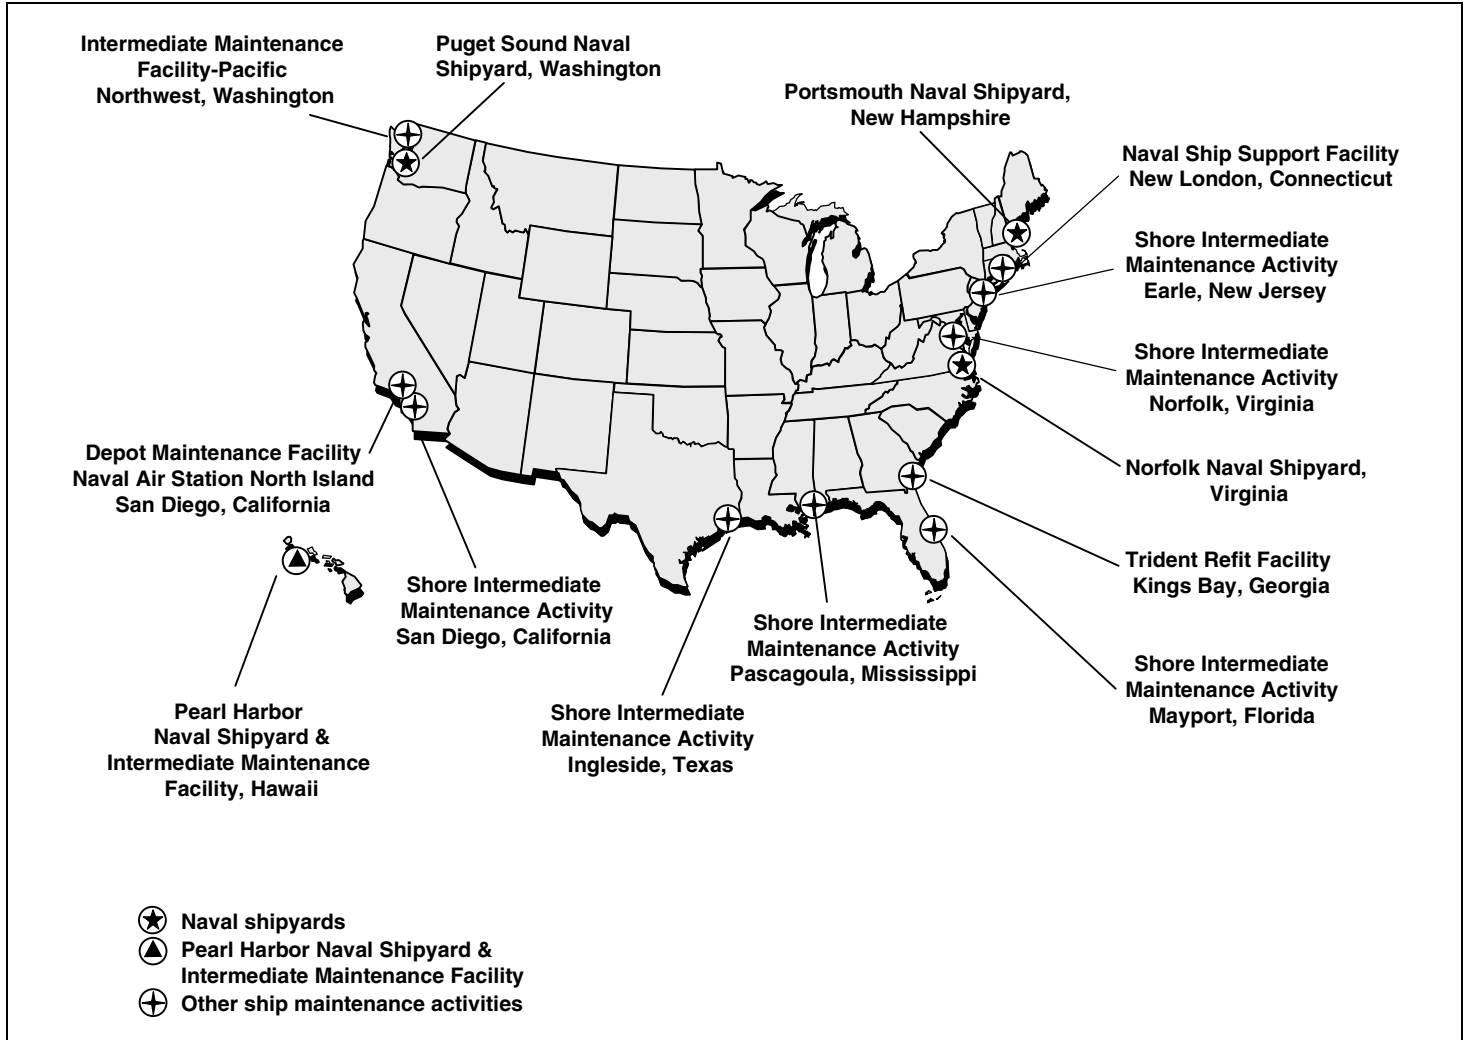 Intermediate Maintenance
Facility-Pacific
Northwest, Washington
Puget Sound Naval
Shipyard, Washington
Portsmouth Naval Shipyard,
New Hampshire
Naval Ship Support Facility
New London, Connecticut
Shore Intermediate
Maintenance Activity
Earle, New Jersey
Shore Intermediate
Maintenance Activity
Norfolk, Virginia
Norfolk Naval Shipyard,
Virginia
Trident Refit Facility
Kings Bay, Georgia
Shore Intermediate
Maintenance Activity
Mayport, Florida
Depot Maintenance Facility
Naval Air Station North Island
San Diego, California
Shore Intermediate
Maintenance Activity
San Diego, California
Shore Intermediate
Maintenance Activity
Pascagoula, Mississippi
Shore Intermediate
Maintenance Activity
Ingleside, Texas
Pearl Harbor
Naval Shipyard &
Intermediate Maintenance
Facility, Hawaii
Naval shipyards
Pearl Harbor Naval Shipyard &
Intermediate Maintenance Facility
Other ship maintenance activities